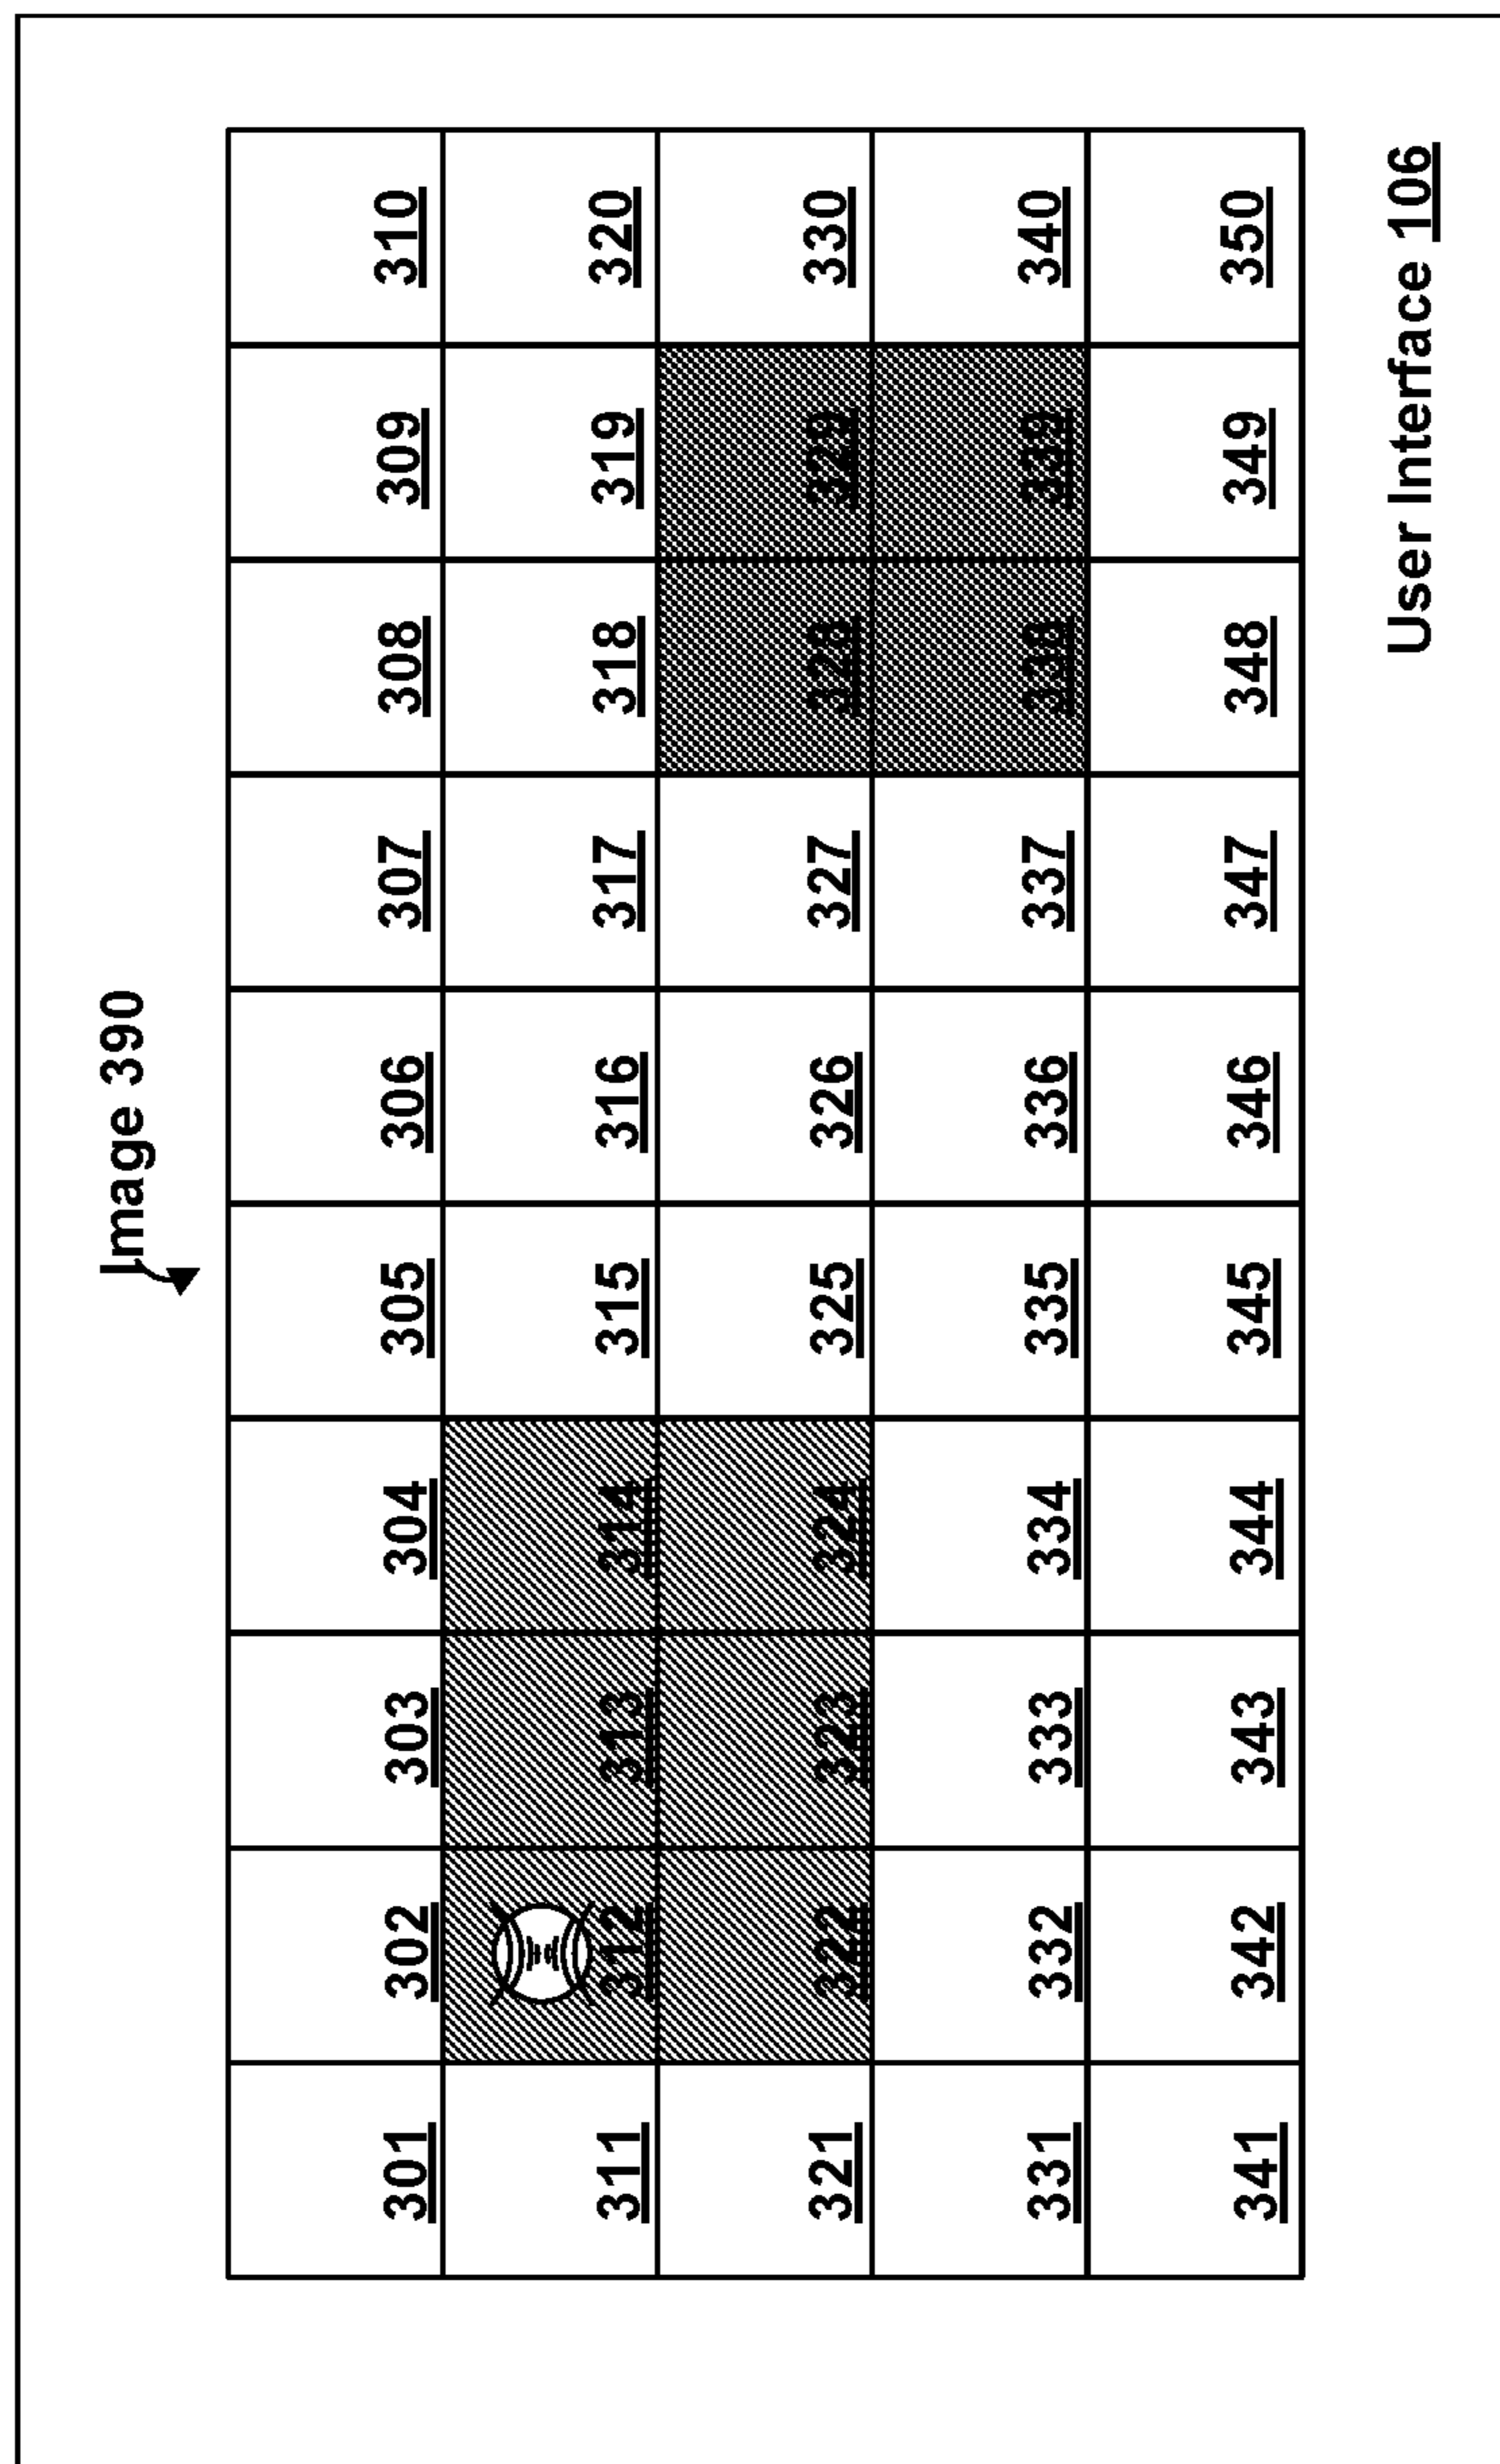 Image 390
301 302 303 304 305 306 307 308 309 310
311 312 313 314 315 316 317 318 319 320
321 322 323 324 325 326 327 328 329 330
331 332 333 334 335 336 337 338 339 340
341 342 343 344 345 346 347 348 349 350
User Interface 106